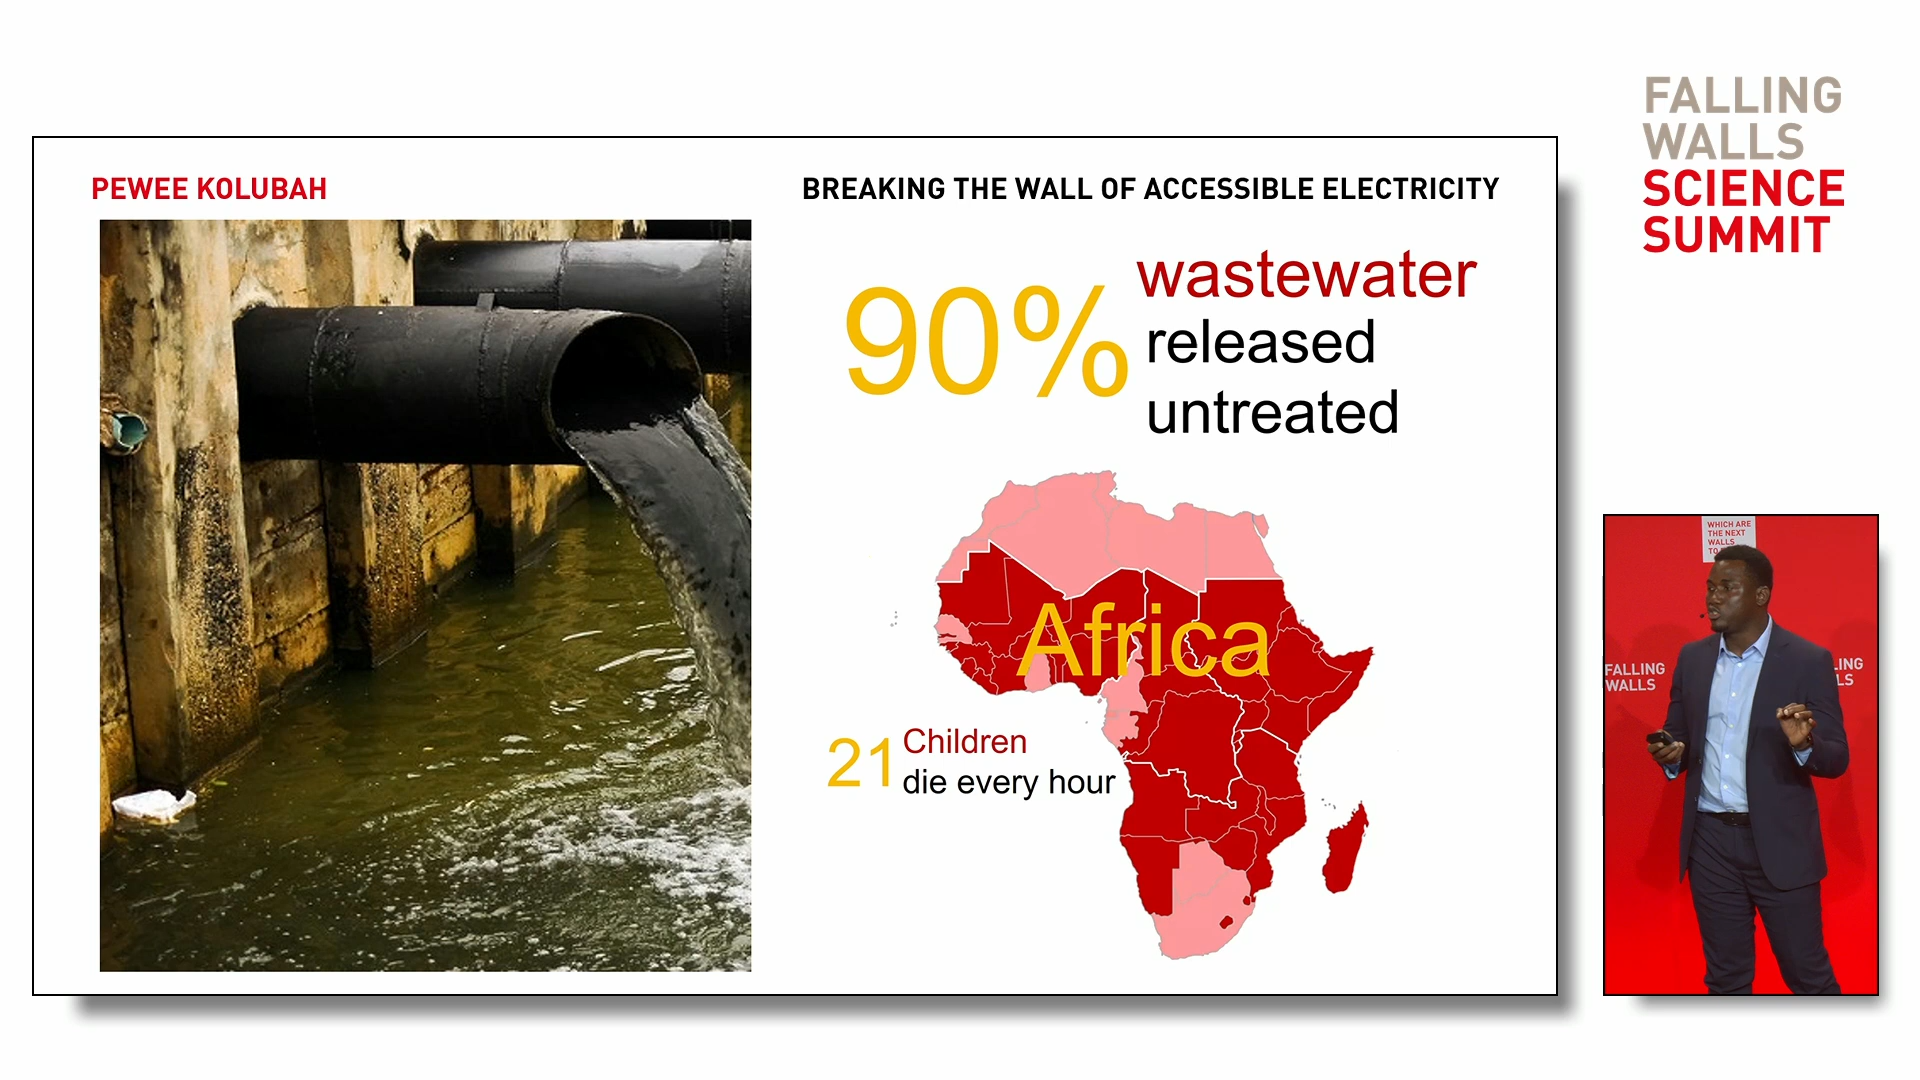 FALLING
WALLS
SCIENCE
SUMMIT
PEWEE KOLUBAH
BREAKING THE WALL OF ACCESSIBLE ELECTRICITY
90% wastewater
released
untreated
Africa
21 Children
die every hour
WHICH ARE
THE NEXT
WALLS
TO
FALLING
WALLS
LING
LS